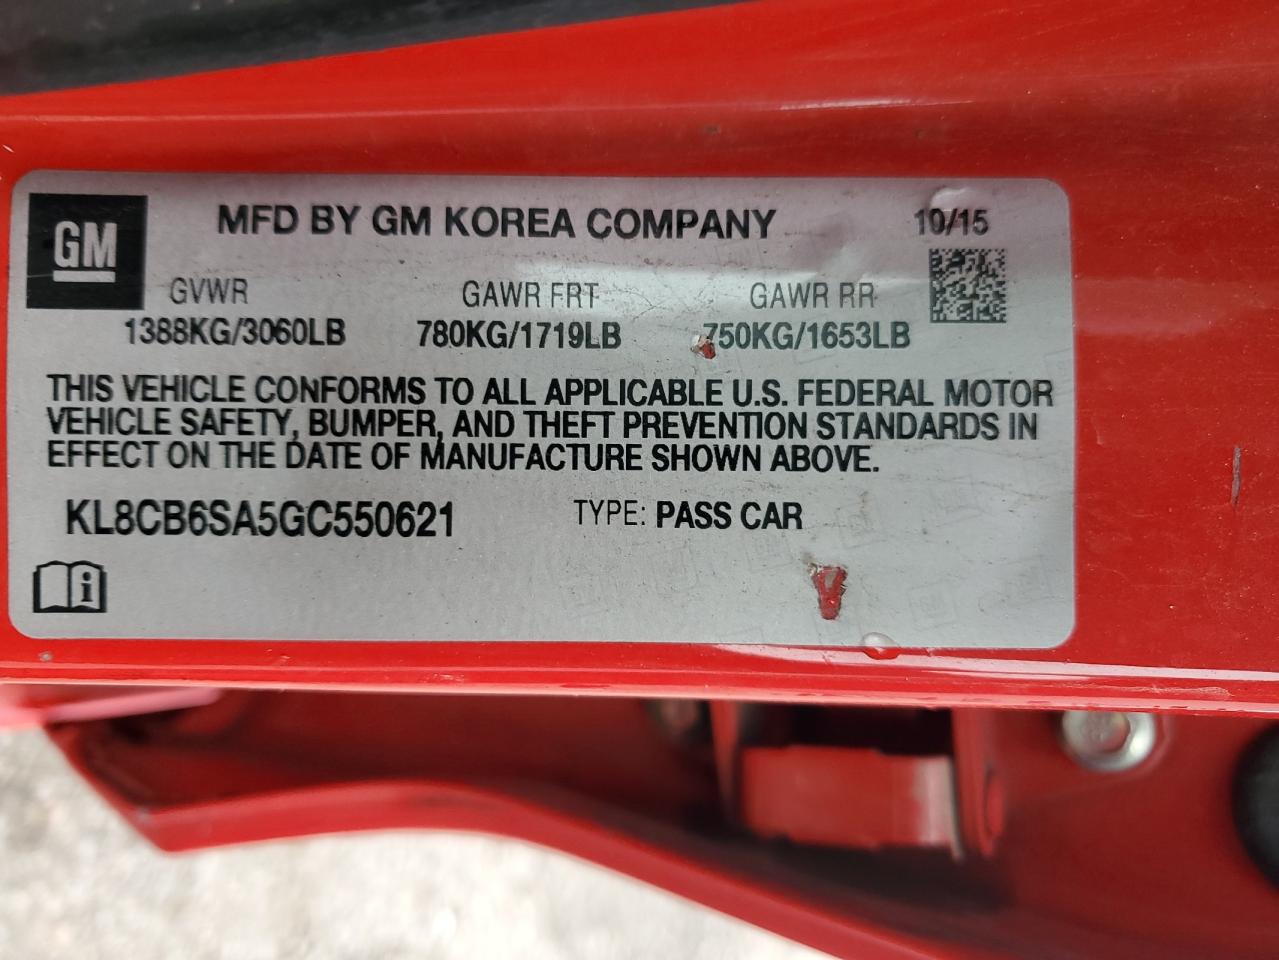 GM
MFD BY GM KOREA COMPANY 10/15
GVWR GAWR FRT GAWR RR
1388KG/3060LB 780KG/1719LB 750KG/1653LB
THIS VEHICLE CONFORMS TO ALL APPLICABLE U.S. FEDERAL MOTOR
VEHICLE SAFETY, BUMPER, AND THEFT PREVENTION STANDARDS IN
EFFECT ON THE DATE OF MANUFACTURE SHOWN ABOVE.
KL8CB6SA5GC550621 TYPE: PASS CAR
i